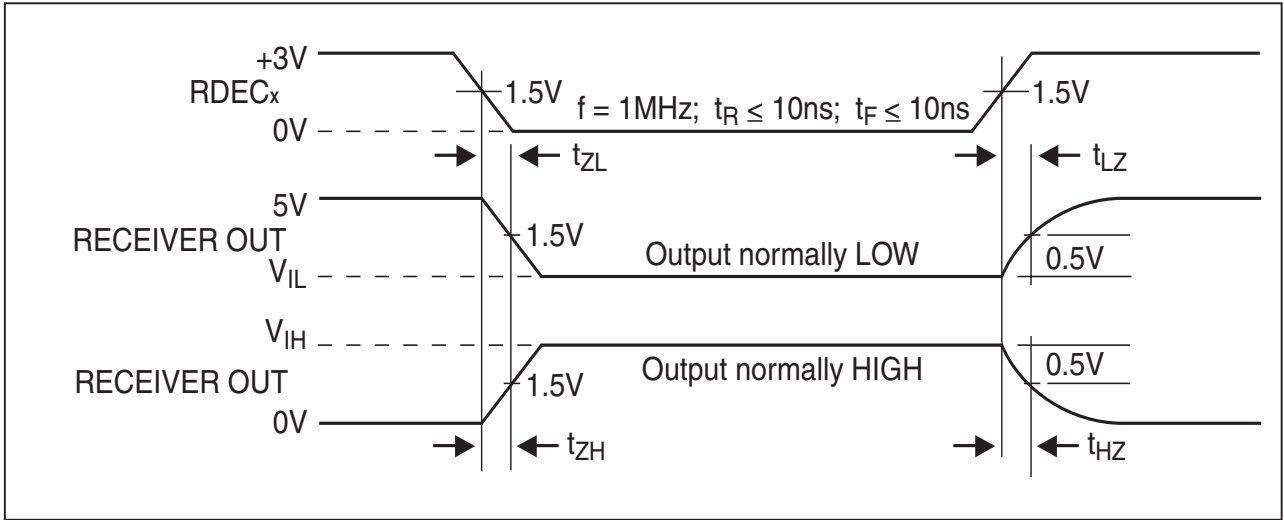 +3V
RDECx
1.5V
f = 1MHz; tR ≤ 10ns; tF ≤ 10ns
1.5V
0V
tZL
tLZ
5V
RECEIVER OUT
1.5V
Output normally LOW
0.5V
VIL
VIH
Output normally HIGH
0.5V
RECEIVER OUT
1.5V
0V
tZH
tHZ